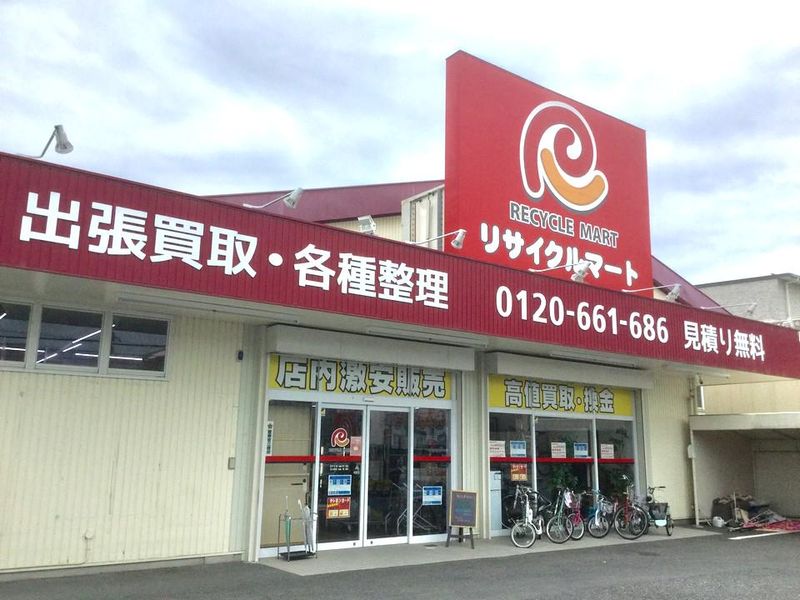 RECYCLE MART
リサイクルマート
出張買取・各種整理 0120-661-686 見積り無料
店内激安販売
高値買取・換金